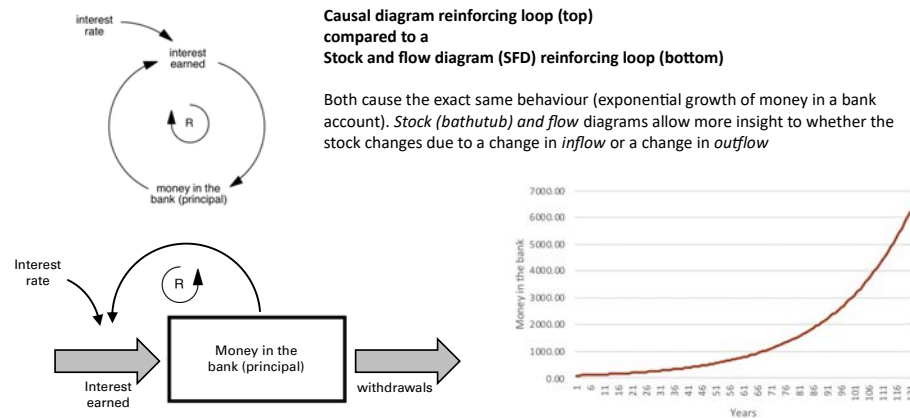 Causal diagram reinforcing loop (top)
compared to a
Stock and flow diagram (SFD) reinforcing loop (bottom)
Both cause the exact same behaviour (exponential growth of money in a bank
account). Stock (bathutub) and flow diagrams allow more insight to whether the
stock changes due to a change in inflow or a change in outflow
interest
rate
interest
earned
R
money in the
bank (principal)
Interest
rate
R
Money in the
bank (principal)
Interest
earned
withdrawals
7000.00
6000.00
5000.00
4000.00
3000.00
2000.00
1000.00
0.00
Money in the bank
1 6 11 16 21 26 31 36 41 46 51 56 61 66 71 76 81 86 91 96 101 106 111 116
Years